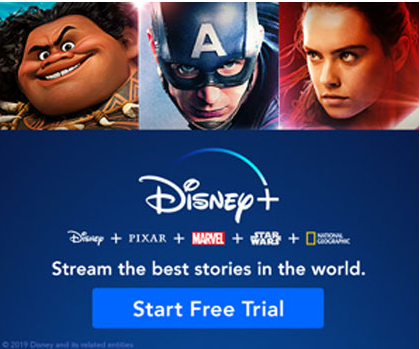 A
Disney+
Disney + PIXAR + MARVEL + STAR WARS + NATIONAL GEOGRAPHIC
Stream the best stories in the world.
Start Free Trial
© 2019 Disney and its related entities